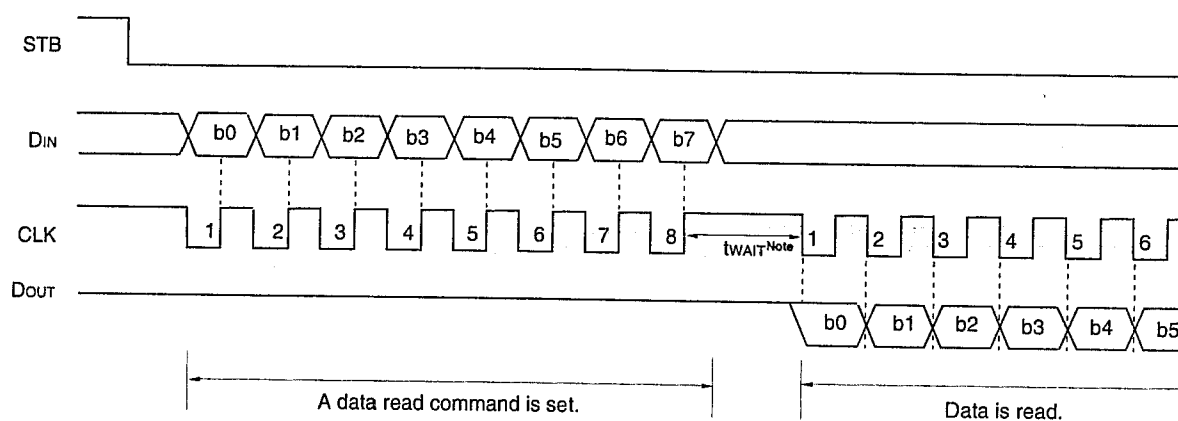 STB
DIN b0 b1 b2 b3 b4 b5 b6 b7
CLK 1 2 3 4 5 6 7 8 tWAIT Note 1 2 3 4 5 6
DOUT b0 b1 b2 b3 b4 b5
A data read command is set.
Data is read.